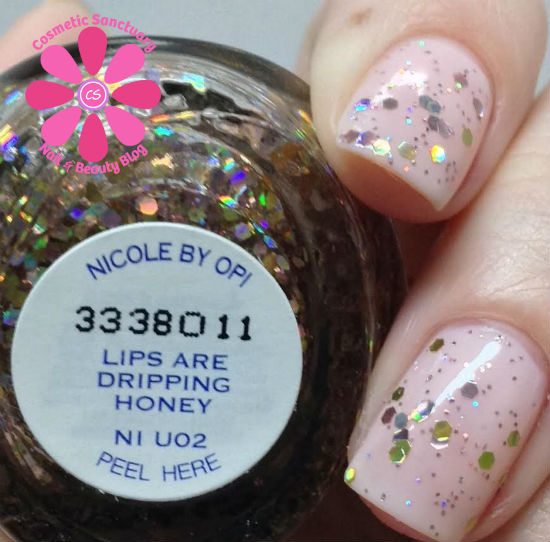 Cosmetic Sanctuary
CS
Nail & Beauty Blog
NICOLE BY OPI
3338011
LIPS ARE
DRIPPING
HONEY
NI U02
PEEL HERE